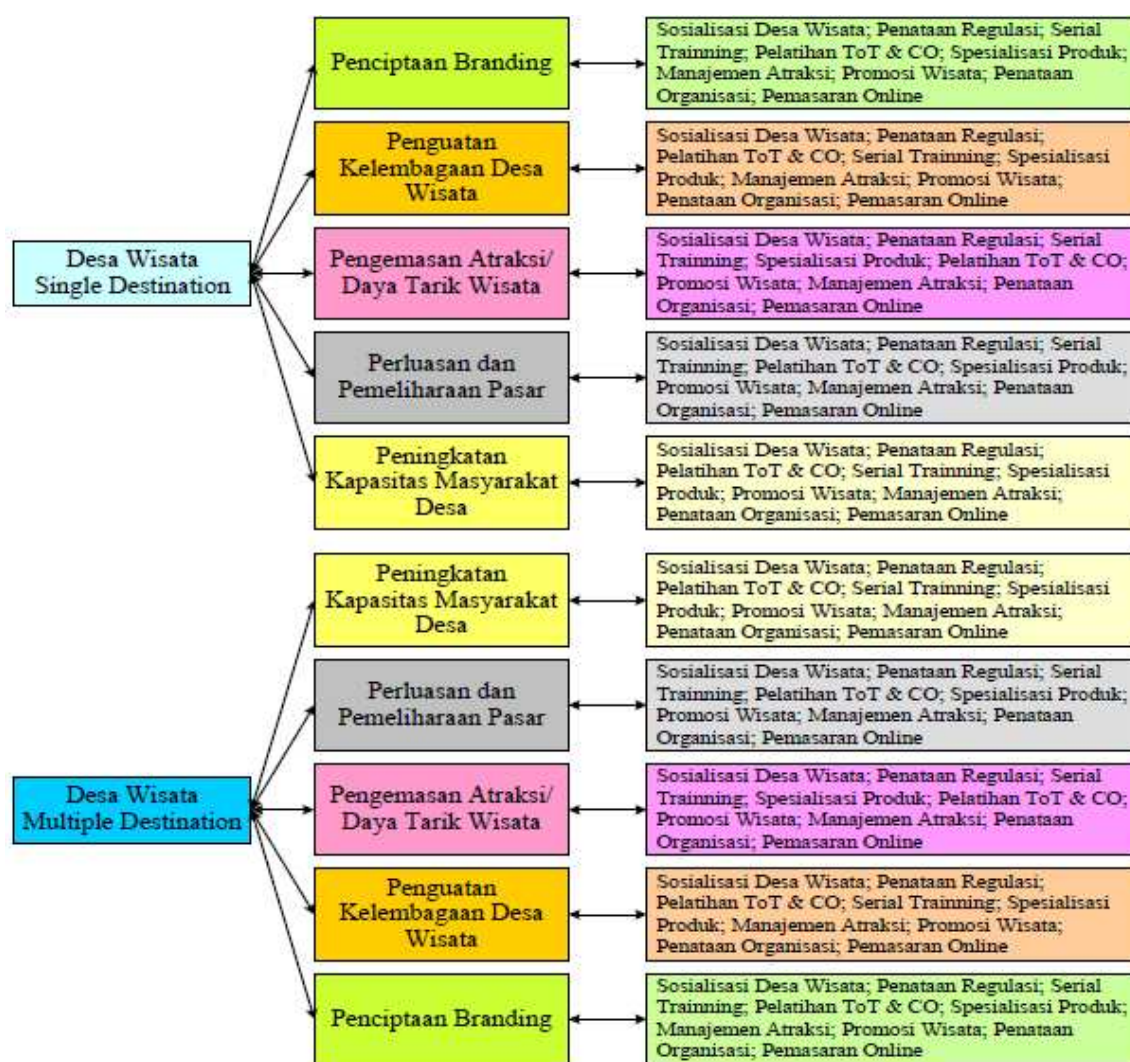 Penciptaan Branding
Sosialisasi Desa Wisata; Penataan Regulasi; Serial
Trainning; Pelatihan ToT & CO; Spesialisasi Produk;
Manajemen Atraksi; Promosi Wisata; Penataan
Organisasi; Pemasaran Online
Penguatan
Kelembagaan Desa
Wisata
Sosialisasi Desa Wisata; Penataan Regulasi;
Pelatihan ToT & CO; Serial Trainning; Spesialisasi
Produk; Manajemen Atraksi; Promosi Wisata;
Penataan Organisasi; Pemasaran Online
Desa Wisata
Single Destination
Pengemasan Atraksi/
Daya Tarik Wisata
Sosialisasi Desa Wisata; Penataan Regulasi; Serial
Trainning; Spesialisasi Produk; Pelatihan ToT & CO;
Promosi Wisata; Manajemen Atraksi; Penataan
Organisasi; Pemasaran Online
Perluasan dan
Pemeliharaan Pasar
Sosialisasi Desa Wisata; Penataan Regulasi; Serial
Trainning; Pelatihan ToT & CO; Spesialisasi Produk;
Promosi Wisata; Manajemen Atraksi; Penataan
Organisasi; Pemasaran Online
Peningkatan
Kapasitas Masyarakat
Desa
Sosialisasi Desa Wisata; Penataan Regulasi;
Pelatihan ToT & CO; Serial Trainning; Spesialisasi
Produk; Promosi Wisata; Manajemen Atraksi;
Penataan Organisasi; Pemasaran Online
Peningkatan
Kapasitas Masyarakat
Desa
Sosialisasi Desa Wisata; Penataan Regulasi;
Pelatihan ToT & CO; Serial Trainning; Spesialisasi
Produk; Promosi Wisata; Manajemen Atraksi;
Penataan Organisasi; Pemasaran Online
Perluasan dan
Pemeliharaan Pasar
Sosialisasi Desa Wisata; Penataan Regulasi; Serial
Trainning; Pelatihan ToT & CO; Spesialisasi Produk;
Promosi Wisata; Manajemen Atraksi; Penataan
Organisasi; Pemasaran Online
Desa Wisata
Multiple Destination
Pengemasan Atraksi/
Daya Tarik Wisata
Sosialisasi Desa Wisata; Penataan Regulasi; Serial
Trainning; Spesialisasi Produk; Pelatihan ToT & CO;
Promosi Wisata; Manajemen Atraksi; Penataan
Organisasi; Pemasaran Online
Penguatan
Kelembagaan Desa
Wisata
Sosialisasi Desa Wisata; Penataan Regulasi;
Pelatihan ToT & CO; Serial Trainning; Spesialisasi
Produk; Manajemen Atraksi; Promosi Wisata;
Penataan Organisasi; Pemasaran Online
Penciptaan Branding
Sosialisasi Desa Wisata; Penataan Regulasi; Serial
Trainning; Pelatihan ToT & CO; Spesialisasi Produk;
Manajemen Atraksi; Promosi Wisata; Penataan
Organisasi; Pemasaran Online